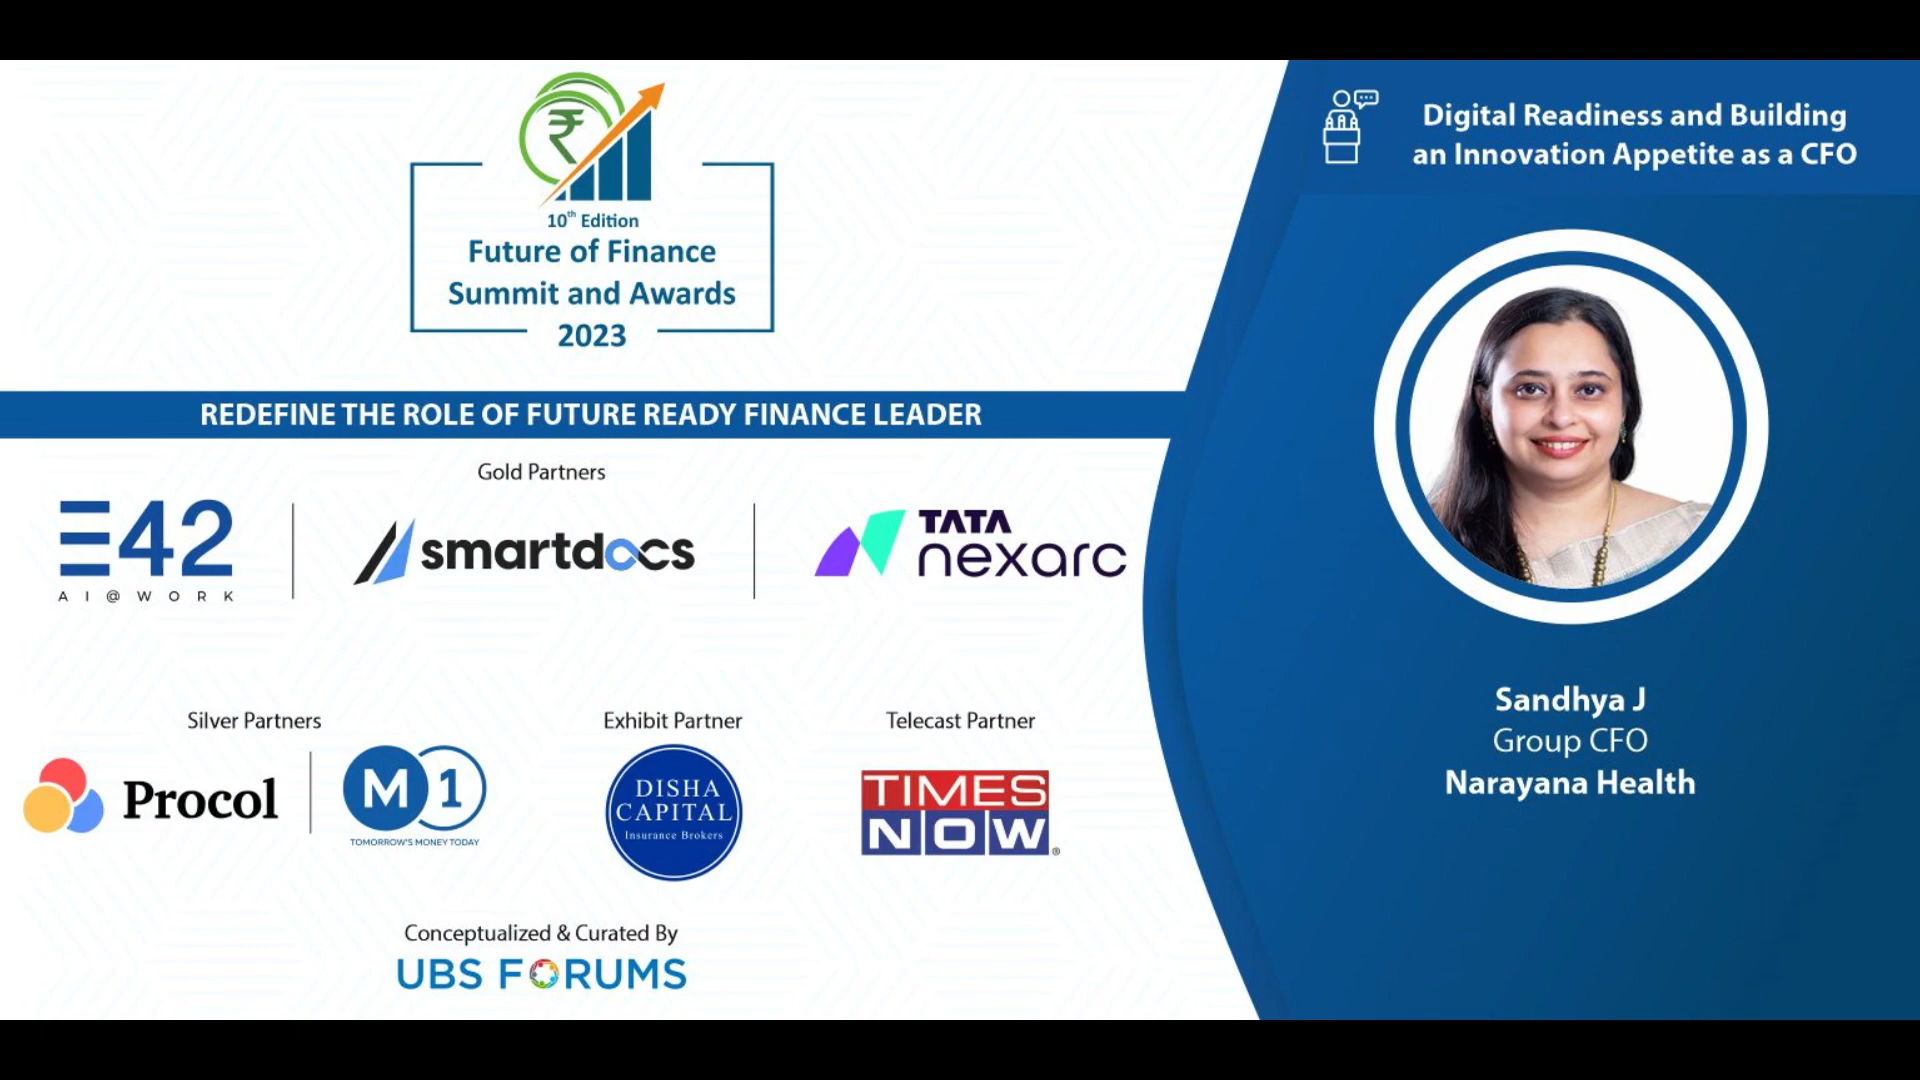 10th Edition
Future of Finance
Summit and Awards
2023
REDEFINE THE ROLE OF FUTURE READY FINANCE LEADER
Gold Partners
E42
AI@WORK
smartdocs
TATA
nexarc
Silver Partners
Procol
M1
TOMORROW'S MONEY TODAY
Exhibit Partner
DISHA
CAPITAL
Insurance Brokers
Telecast Partner
TIMES
NOW
®
Conceptualized & Curated By
UBS FORUMS
Digital Readiness and Building
an Innovation Appetite as a CFO
Sandhya J
Group CFO
Narayana Health